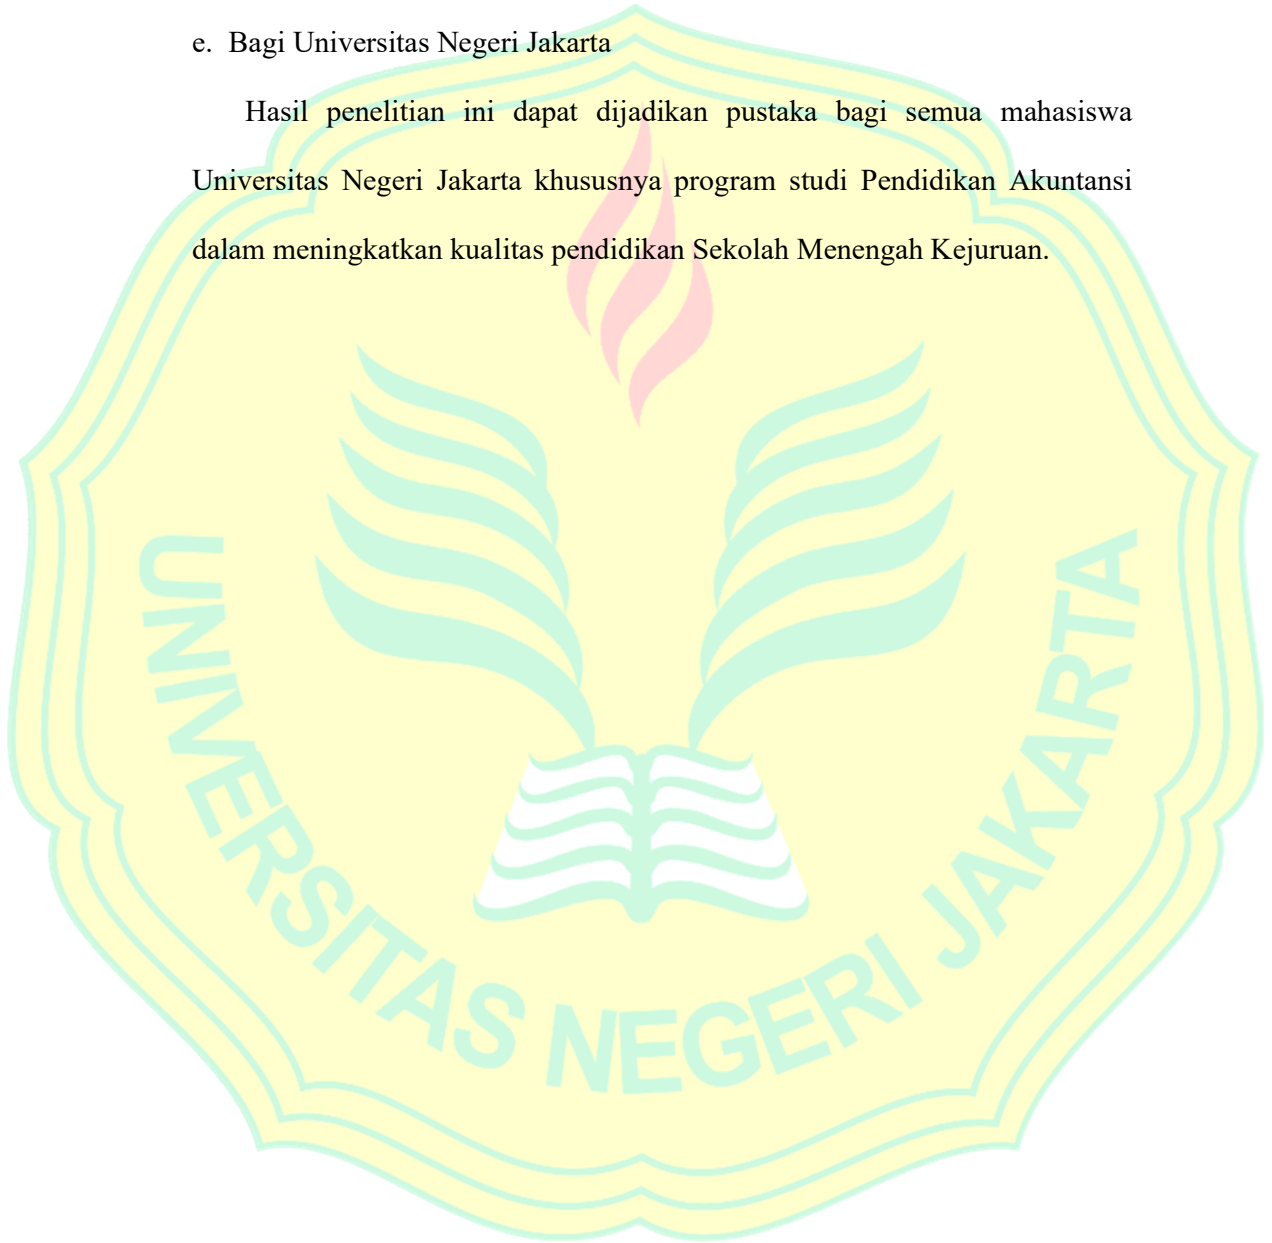 e. Bagi Universitas Negeri Jakarta
Hasil penelitian ini dapat dijadikan pustaka bagi semua mahasiswa
Universitas Negeri Jakarta khususnya program studi Pendidikan Akuntansi
dalam meningkatkan kualitas pendidikan Sekolah Menengah Kejuruan.
UNIVERSITAS NEGERI JAKARTA